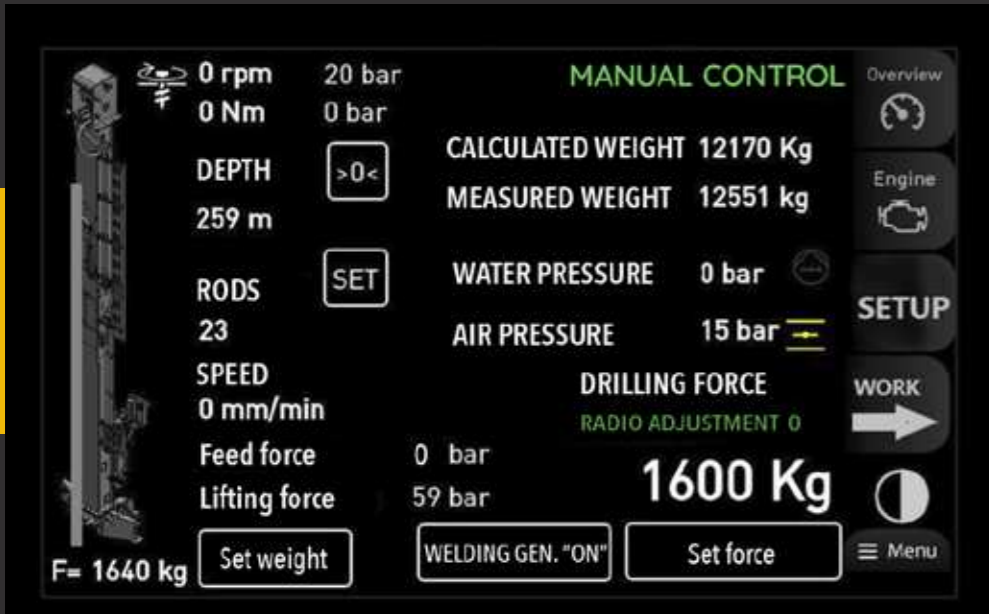 0 rpm 20 bar
0 Nm 0 bar
MANUAL CONTROL
DEPTH >0<
259 m
CALCULATED WEIGHT 12170 Kg
MEASURED WEIGHT 12551 kg
RODS SET
23
WATER PRESSURE 0 bar
AIR PRESSURE 15 bar
SPEED
0 mm/min
DRILLING FORCE
RADIO ADJUSTMENT 0
1600 Kg
Feed force 0 bar
Lifting force 59 bar
F= 1640 kg
Set weight
WELDING GEN. "ON"
Set force
Overview
Engine
SETUP
WORK
☰ Menu